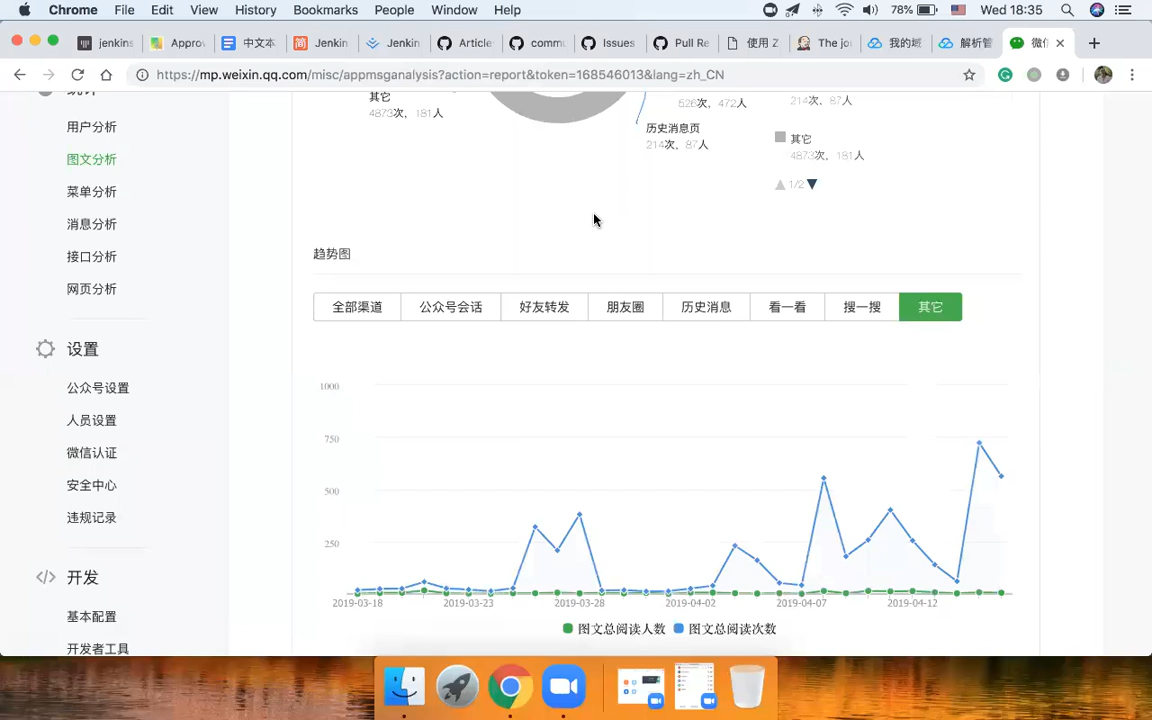 Chrome File Edit View History Bookmarks People Window Help 78% Wed 18:35
jenkins Appro 中文本 Jenkin Jenkin Article commu Issues Pull Re 使用 Z The jo 我的域 解析管 微信
https://mp.weixin.qq.com/misc/appmsganalysis?action=report&token=168546013&lang=zh_CN
统计
用户分析
图文分析
菜单分析
消息分析
接口分析
网页分析
设置
公众号设置
人员设置
微信认证
安全中心
违规记录
开发
基本配置
开发者工具
其它
4873次, 181人
526次, 472人
历史消息页
214次, 87人
214次, 87人
其它
4873次, 181人
1/2
趋势图
全部渠道 公众号会话 好友转发 朋友圈 历史消息 看一看 搜一搜 其它
1000
750
500
250
2019-03-18 2019-03-23 2019-03-28 2019-04-02 2019-04-07 2019-04-12
图文总阅读人数 图文总阅读次数